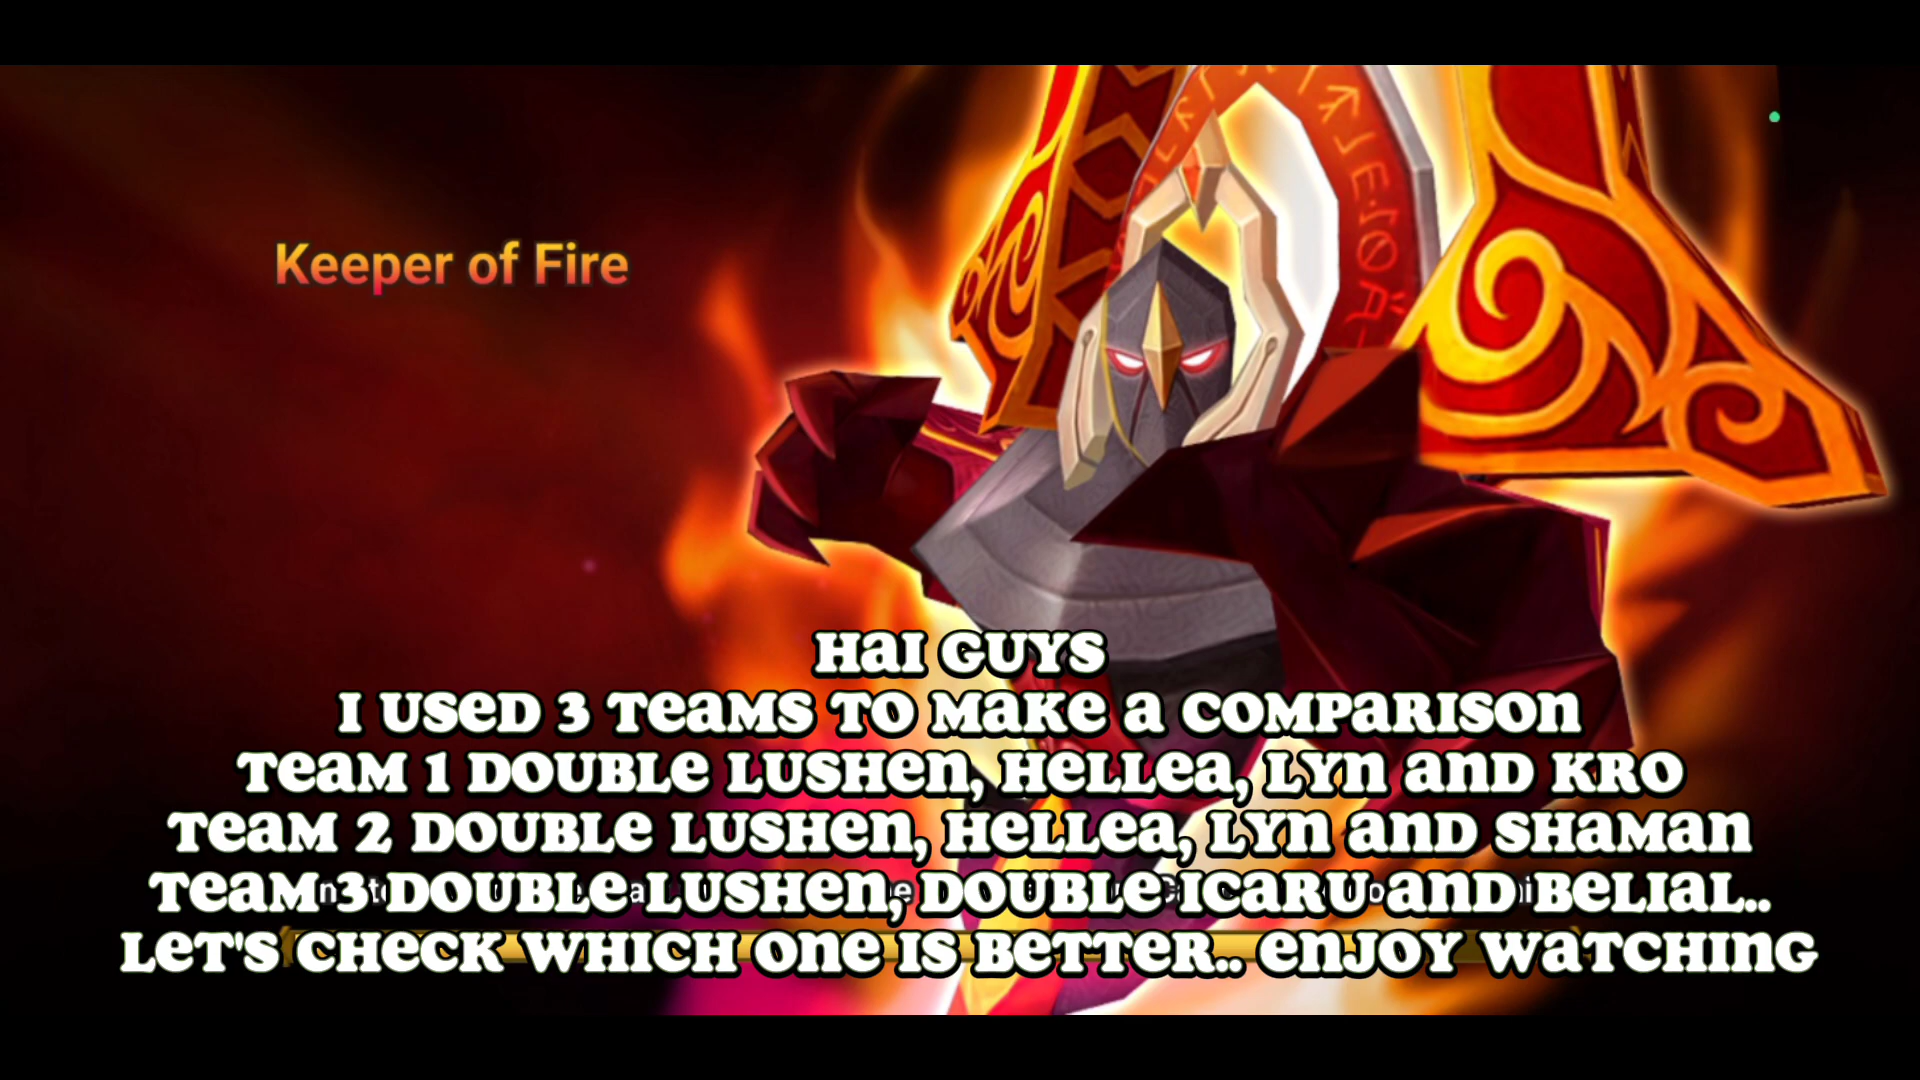 Keeper of Fire
HaI GUYS
I USeD 3 TeaMS TO MaKe a COMPaRISOn
TeaM 1 DOUBLe LUSHen, HeLLea, LYn anD KRO
TeaM 2 DOUBLe LUSHen, HeLLea, LYn anD SHaMan
TeaM 3 DOUBLe LUSHen, DOUBLe ICaRU anD BeLIaL..
LeT'S CHeCK WHICH One IS BeTTeR.. enJOY WaTCHInG